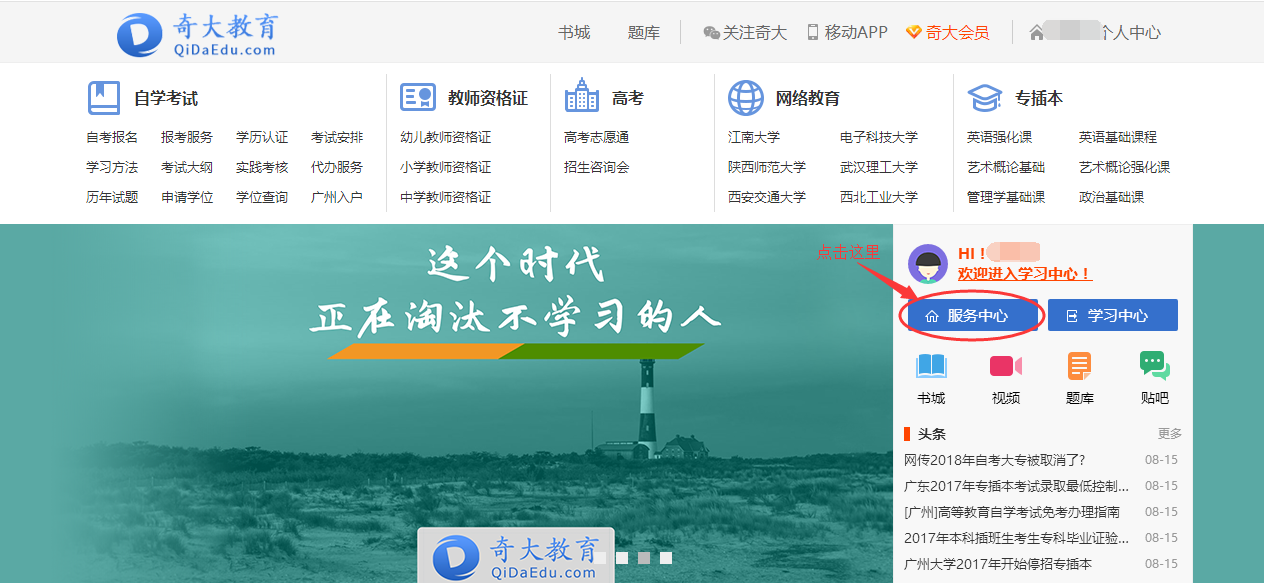 奇大教育
QiDaEdu.com
书城 题库 关注奇大 移动APP 奇大会员 个人中心
自学考试
自考报名 报考服务 学历认证 考试安排
学习方法 考试大纲 实践考核 代办服务
历年试题 申请学位 学位查询 广州入户
教师资格证
幼儿教师资格证
小学教师资格证
中学教师资格证
高考
高考志愿通
招生咨询会
网络教育
江南大学 电子科技大学
陕西师范大学 武汉理工大学
西安交通大学 西北工业大学
专插本
英语强化课 英语基础课程
艺术概论基础 艺术概论强化课
管理学基础课 政治基础课
这个时代
正在淘汰不学习的人
奇大教育
QiDaEdu.com
点击这里
HI !
欢迎进入学习中心！
服务中心 学习中心
书城 视频 题库 贴吧
头条 更多
网传2018年自考大专被取消了? 08-15
广东2017年专插本考试录取最低控制... 08-15
[广州]高等教育自学考试免考办理指南 08-15
2017年本科插班生考生专科毕业证验... 08-15
广州大学2017年开始停招专插本 08-15